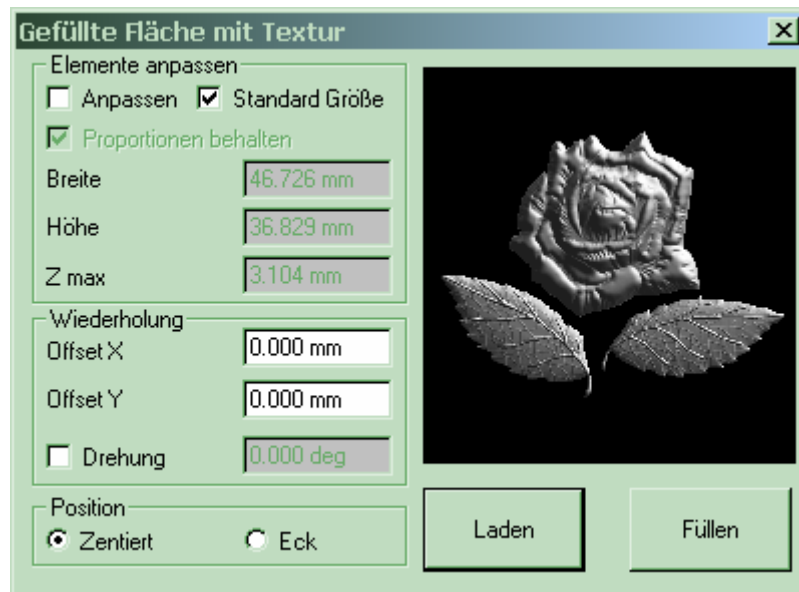 Gefüllte Fläche mit Textur
Elemente anpassen
Anpassen Standard Größe
Proportionen behalten
Breite 46.726 mm
Höhe 36.829 mm
Z max 3.104 mm
Wiederholung
Offset X 0.000 mm
Offset Y 0.000 mm
Drehung 0.000 deg
Position
Zentiert Eck
Laden Füllen